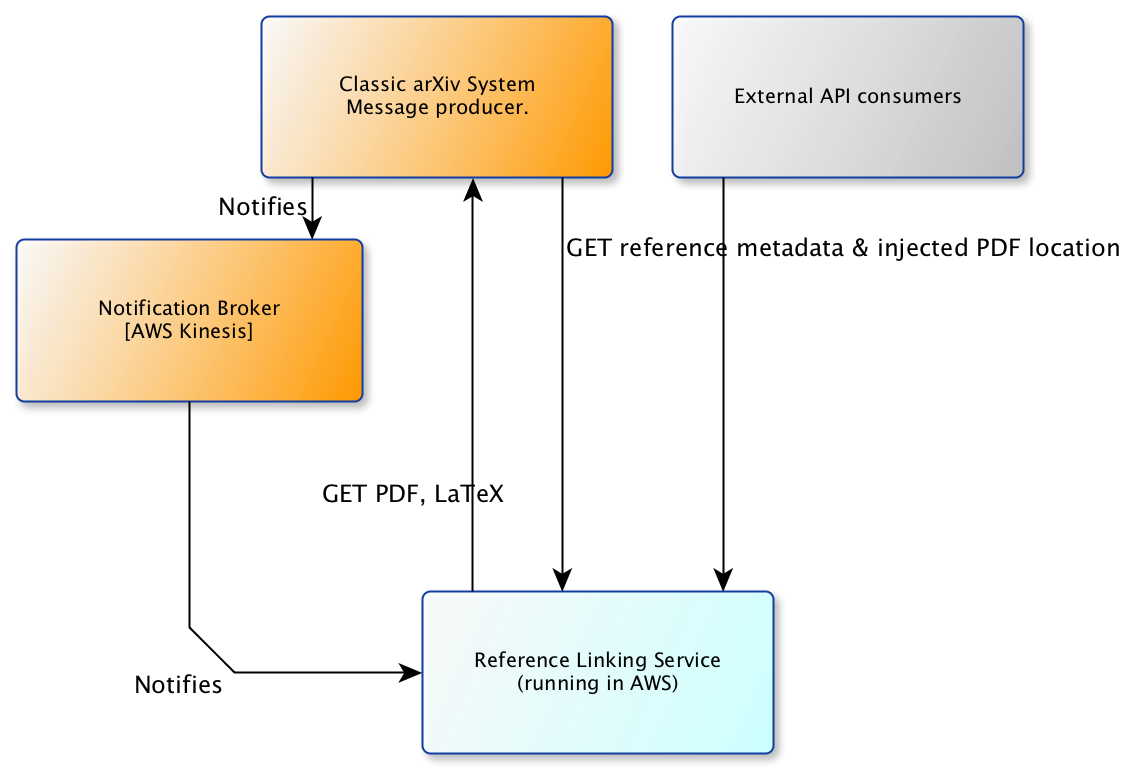 Classic arXiv System
Message producer.
External API consumers
Notifies
GET reference metadata & injected PDF location
Notification Broker
[AWS Kinesis]
GET PDF, LaTeX
Reference Linking Service
(running in AWS)
Notifies